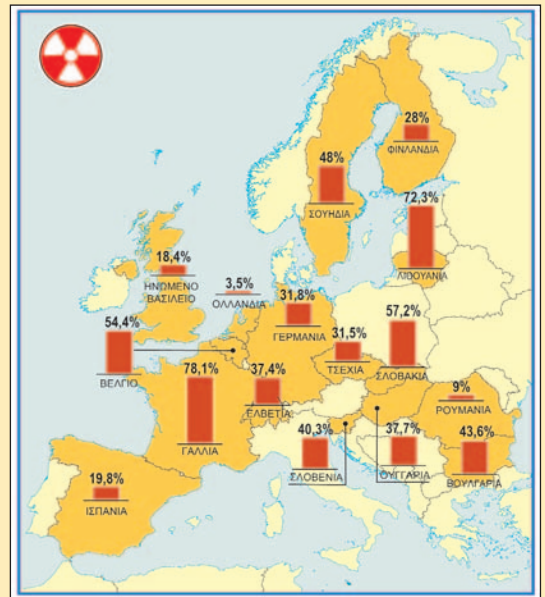 28%
ΦΙΝΛΑΝΔΙΑ
48%
ΣΟΥΗΔΙΑ
72,3%
ΛΙΘΟΥΑΝΙΑ
18,4%
ΗΝΩΜΕΝΟ
ΒΑΣΙΛΕΙΟ
3,5%
ΟΛΛΑΝΔΙΑ
31,8%
ΓΕΡΜΑΝΙΑ
54,4%
ΒΕΛΓΙΟ
31,5%
ΤΣΕΧΙΑ
57,2%
ΣΛΟΒΑΚΙΑ
78,1%
ΓΑΛΛΙΑ
37,4%
ΕΛΒΕΤΙΑ
9%
ΡΟΥΜΑΝΙΑ
40,3%
ΣΛΟΒΕΝΙΑ
37,7%
ΟΥΓΓΑΡΙΑ
43,6%
ΒΟΥΛΓΑΡΙΑ
19,8%
ΙΣΠΑΝΙΑ